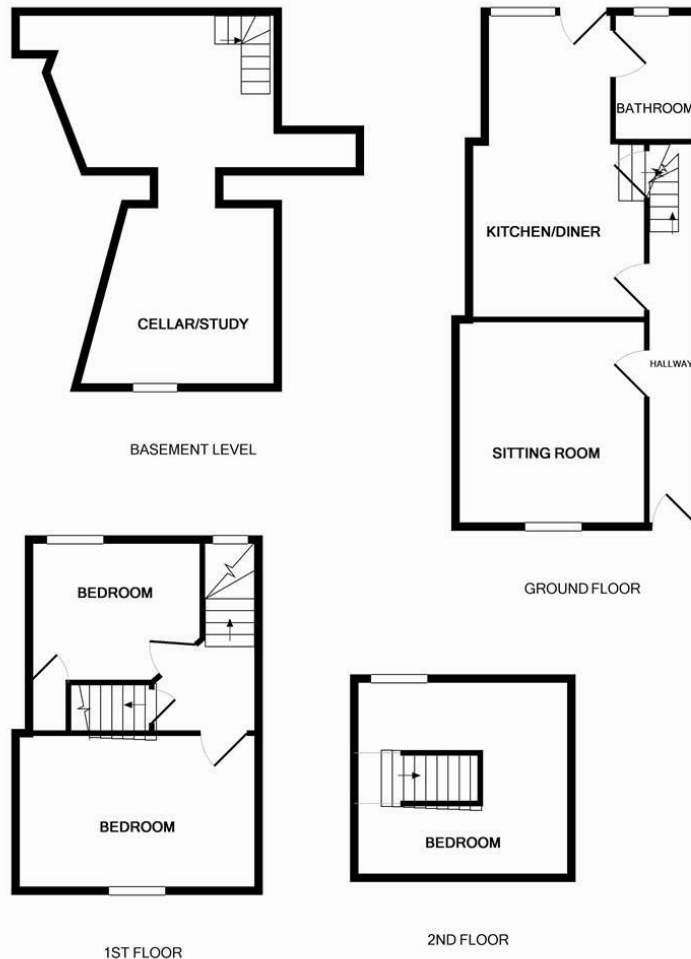 BATHROOM
KITCHEN/DINER
CELLAR/STUDY
HALLWAY
BASEMENT LEVEL
SITTING ROOM
GROUND FLOOR
BEDROOM
BEDROOM
BEDROOM
1ST FLOOR
2ND FLOOR